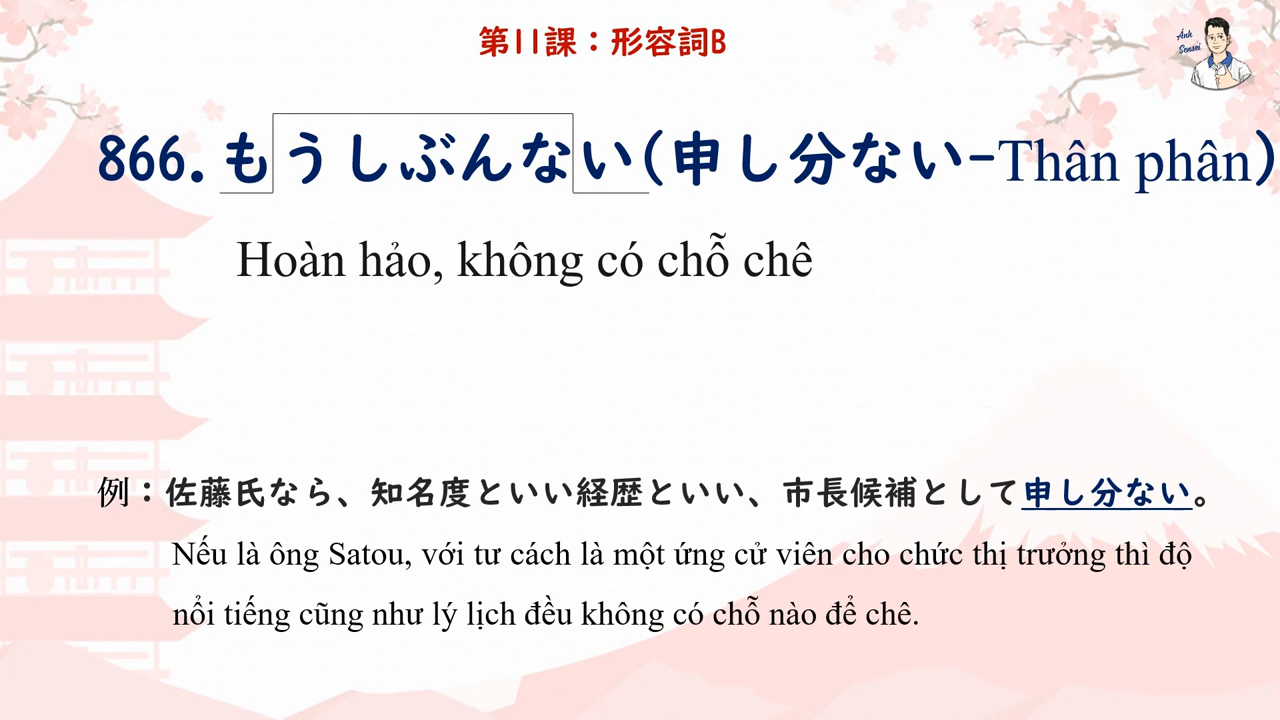 第11課：形容詞B
Anh
Sensei
866.もうしぶんない(申し分ない-Thân phân)
Hoàn hảo, không có chỗ chê
例：佐藤氏なら、知名度といい経歴といい、市長候補として申し分ない。
Nếu là ông Satou, với tư cách là một ứng cử viên cho chức thị trưởng thì độ
nổi tiếng cũng như lý lịch đều không có chỗ nào để chê.